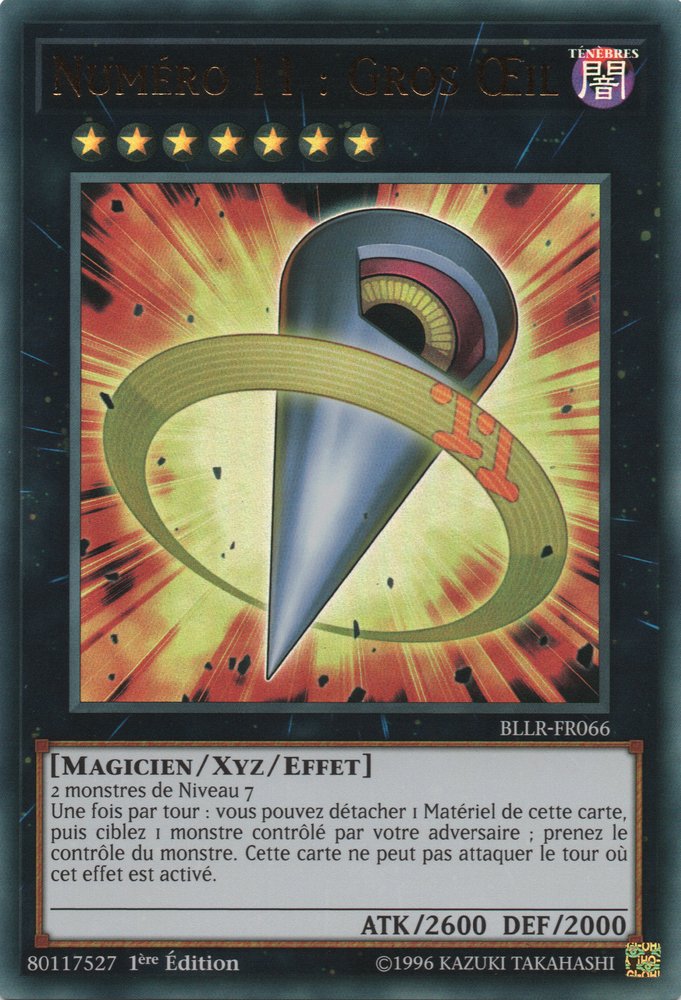 Numéro 11 : Gros Œil
TÉNÈBRES
闇
11
BLLR-FR066
[Magicien/Xyz/Effet]
2 monstres de Niveau 7
Une fois par tour : vous pouvez détacher 1 Matériel de cette carte,
puis ciblez 1 monstre contrôlé par votre adversaire ; prenez le
contrôle du monstre. Cette carte ne peut pas attaquer le tour où
cet effet est activé.
ATK/2600 DEF/2000
80117527 1ère Édition
©1996 KAZUKI TAKAHASHI